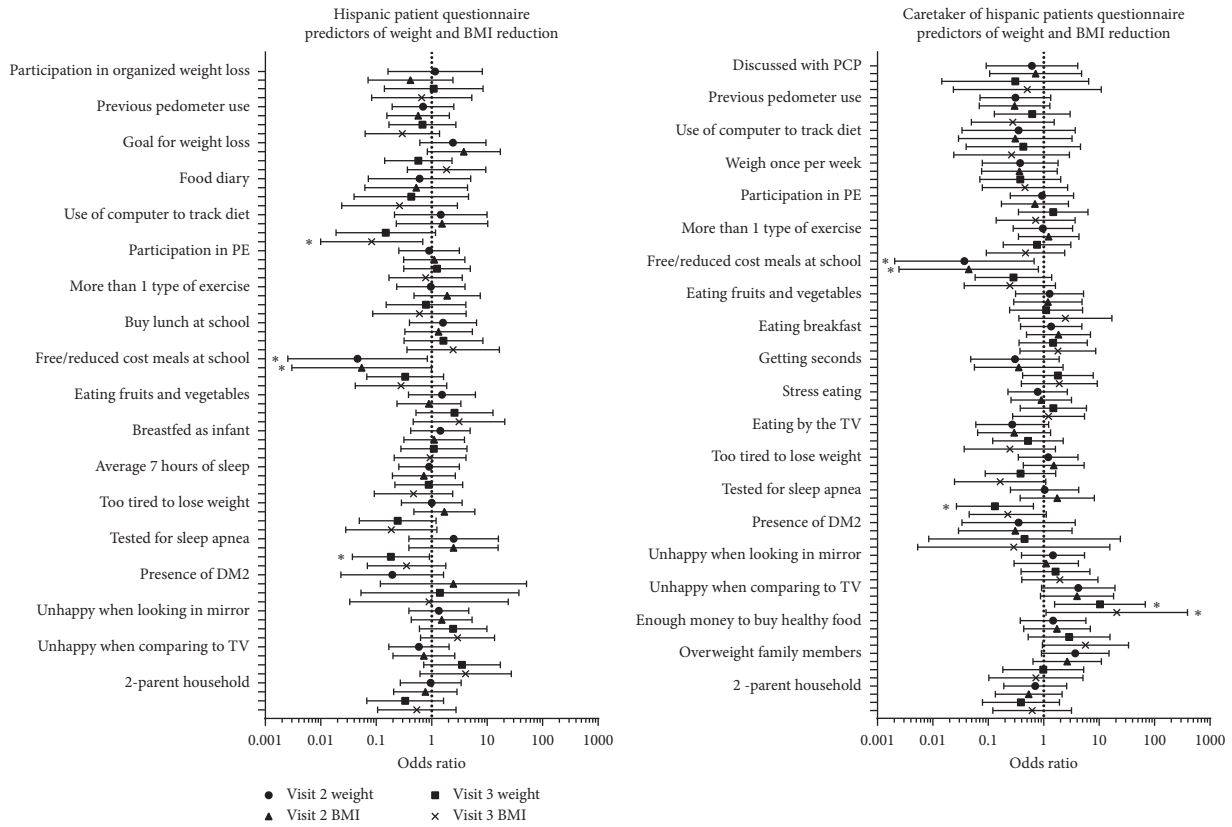 Hispanic patient questionnaire
predictors of weight and BMI reduction
Participation in organized weight loss
Previous pedometer use
Goal for weight loss
Food diary
Use of computer to track diet
*
Participation in PE
More than 1 type of exercise
Buy lunch at school
Free/reduced cost meals at school
*
*
Eating fruits and vegetables
Breastfed as infant
Average 7 hours of sleep
Too tired to lose weight
Tested for sleep apnea
*
Presence of DM2
Unhappy when looking in mirror
Unhappy when comparing to TV
2-parent household
0.001 0.01 0.1 1 10 100 1000
Odds ratio
Visit 2 weight
Visit 2 BMI
Visit 3 weight
Visit 3 BMI
Caretaker of hispanic patients questionnaire
predictors of weight and BMI reduction
Discussed with PCP
Previous pedometer use
Use of computer to track diet
Weigh once per week
Participation in PE
More than 1 type of exercise
Free/reduced cost meals at school
*
*
Eating fruits and vegetables
Eating breakfast
Getting seconds
Stress eating
Eating by the TV
Too tired to lose weight
Tested for sleep apnea
*
Presence of DM2
Unhappy when looking in mirror
Unhappy when comparing to TV
*
*
Enough money to buy healthy food
Overweight family members
2 -parent household
0.001 0.01 0.1 1 10 100 1000
Odds ratio